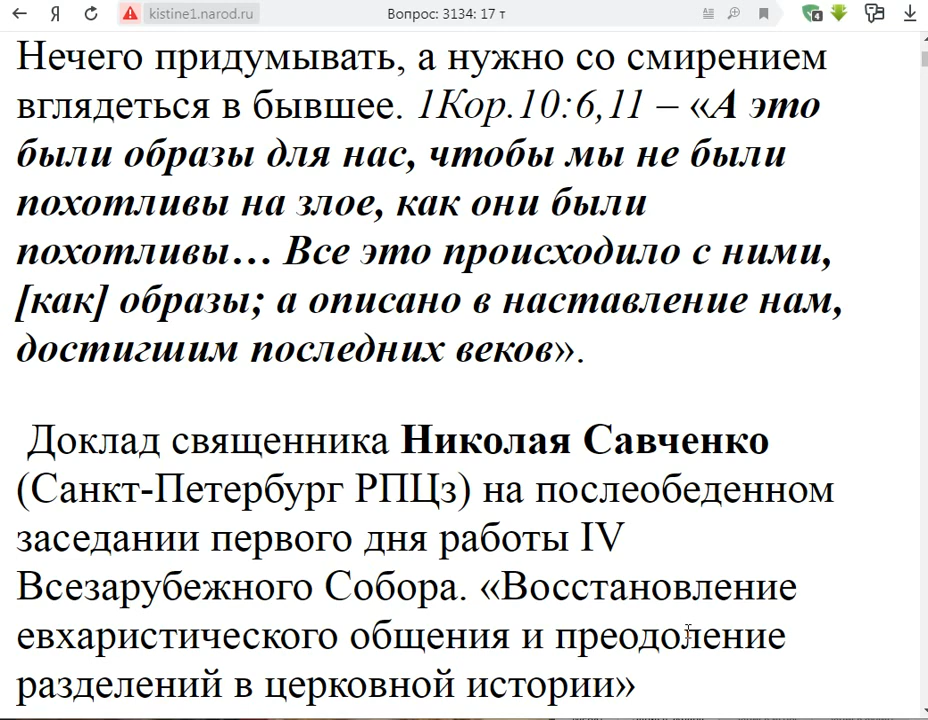 kistine1.narod.ru
Вопрос: 3134: 17 т
4
Нечего придумывать, а нужно со смирением
вглядеться в бывшее. 1Кор.10:6,11 – «А это
были образы для нас, чтобы мы не были
похотливы на злое, как они были
похотливы… Все это происходило с ними,
[как] образы; а описано в наставление нам,
достигшим последних веков».
Доклад священника Николая Савченко
(Санкт-Петербург РПЦз) на послеобеденном
заседании первого дня работы IV
Всезарубежного Собора. «Восстановление
евхаристического общения и преодоление
разделений в церковной истории»